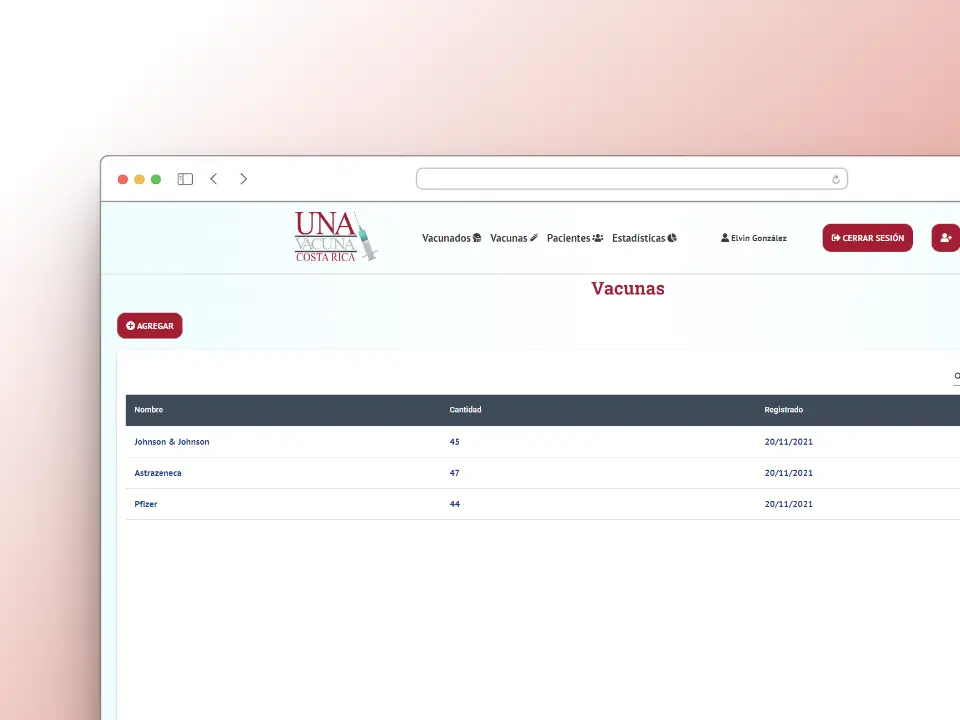 UNA
VACUNA
COSTA RICA
Vacunados Vacunas Pacientes Estadísticas Elvin González CERRAR SESIÓN
Vacunas
AGREGAR
Nombre Cantidad Registrado
Johnson & Johnson 45 20/11/2021
Astrazeneca 47 20/11/2021
Pfizer 44 20/11/2021